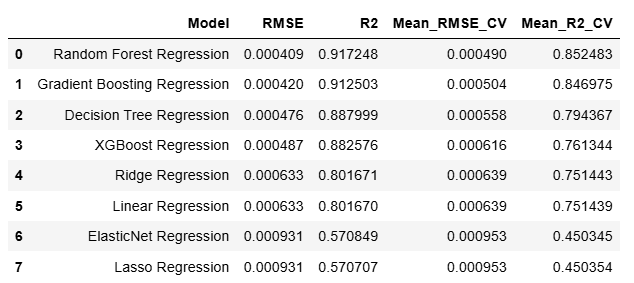 Model RMSE R2 Mean_RMSE_CV Mean_R2_CV
0 Random Forest Regression 0.000409 0.917248 0.000490 0.852483
1 Gradient Boosting Regression 0.000420 0.912503 0.000504 0.846975
2 Decision Tree Regression 0.000476 0.887999 0.000558 0.794367
3 XGBoost Regression 0.000487 0.882576 0.000616 0.761344
4 Ridge Regression 0.000633 0.801671 0.000639 0.751443
5 Linear Regression 0.000633 0.801670 0.000639 0.751439
6 ElasticNet Regression 0.000931 0.570849 0.000953 0.450345
7 Lasso Regression 0.000931 0.570707 0.000953 0.450354